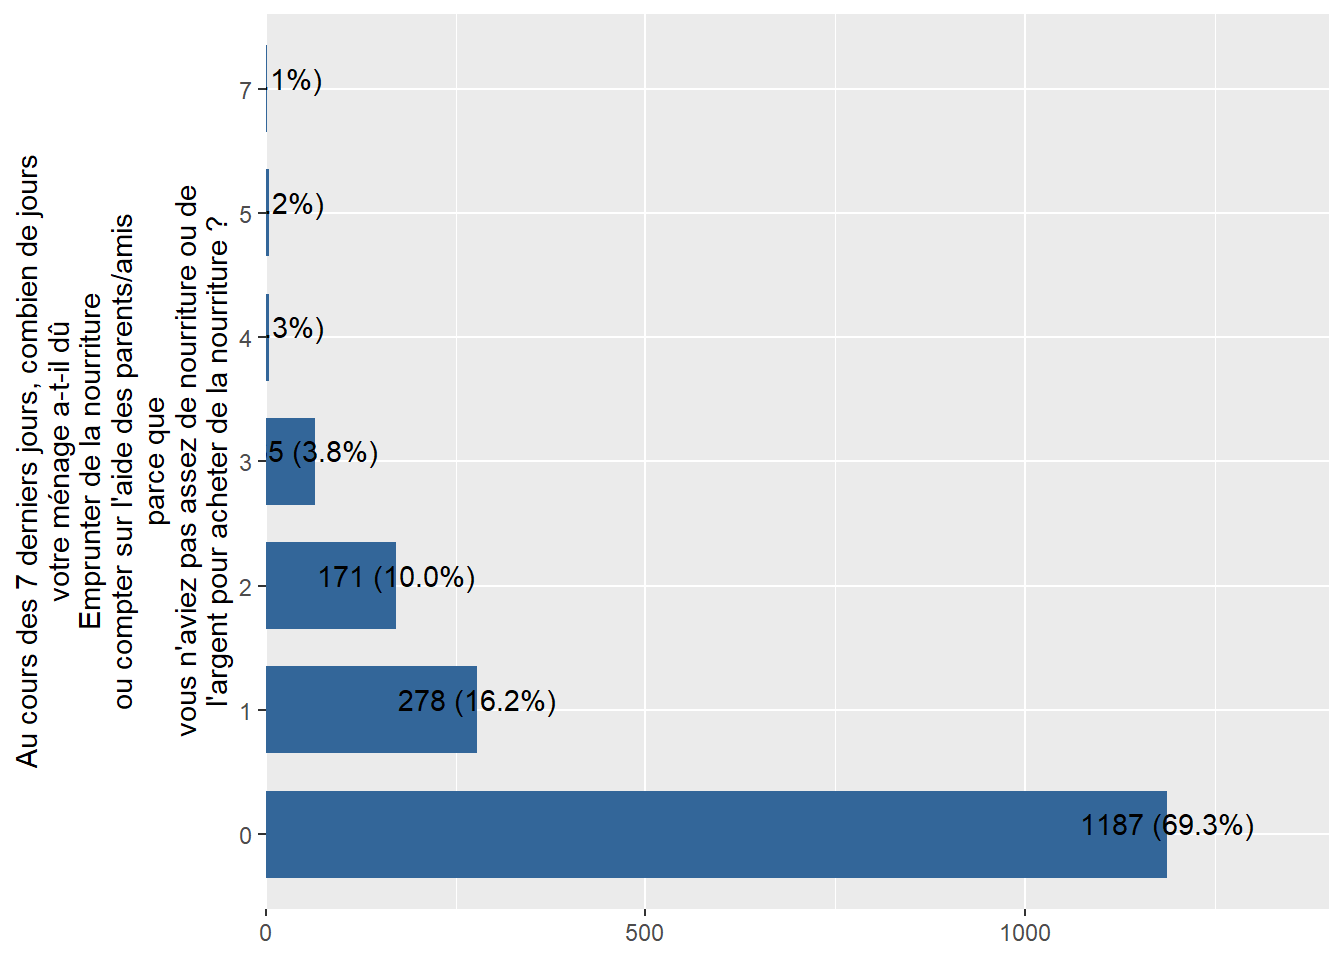 Au cours des 7 derniers jours, combien de jours
votre ménage a-t-il dû
Emprunter de la nourriture
ou compter sur l'aide des parents/amis
parce que
vous n'aviez pas assez de nourriture ou de
l'argent pour acheter de la nourriture ?
7
1%)
5
.2%)
4
.3%)
3
5 (3.8%)
2
171 (10.0%)
1
278 (16.2%)
0
1187 (69.3%)
0
500
1000